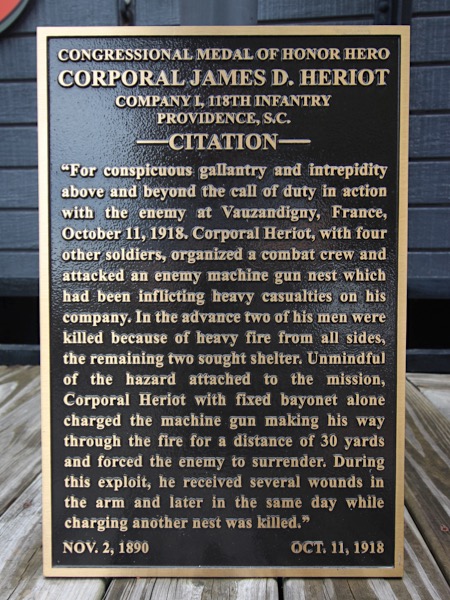 CONGRESSIONAL MEDAL OF HONOR HERO
CORPORAL JAMES D. HERIOT
COMPANY I, 118TH INFANTRY
PROVIDENCE, S.C.
—CITATION—
“For conspicuous gallantry and intrepidity
above and beyond the call of duty in action
with the enemy at Vauzandigny, France,
October 11, 1918. Corporal Heriot, with four
other soldiers, organized a combat crew and
attacked an enemy machine gun nest which
had been inflicting heavy casualties on his
company. In the advance two of his men were
killed because of heavy fire from all sides,
the remaining two sought shelter. Unmindful
of the hazard attached to the mission,
Corporal Heriot with fixed bayonet alone
charged the machine gun making his way
through the fire for a distance of 30 yards
and forced the enemy to surrender. During
this exploit, he received several wounds in
the arm and later in the same day while
charging another nest was killed.”
NOV. 2, 1890 OCT. 11, 1918